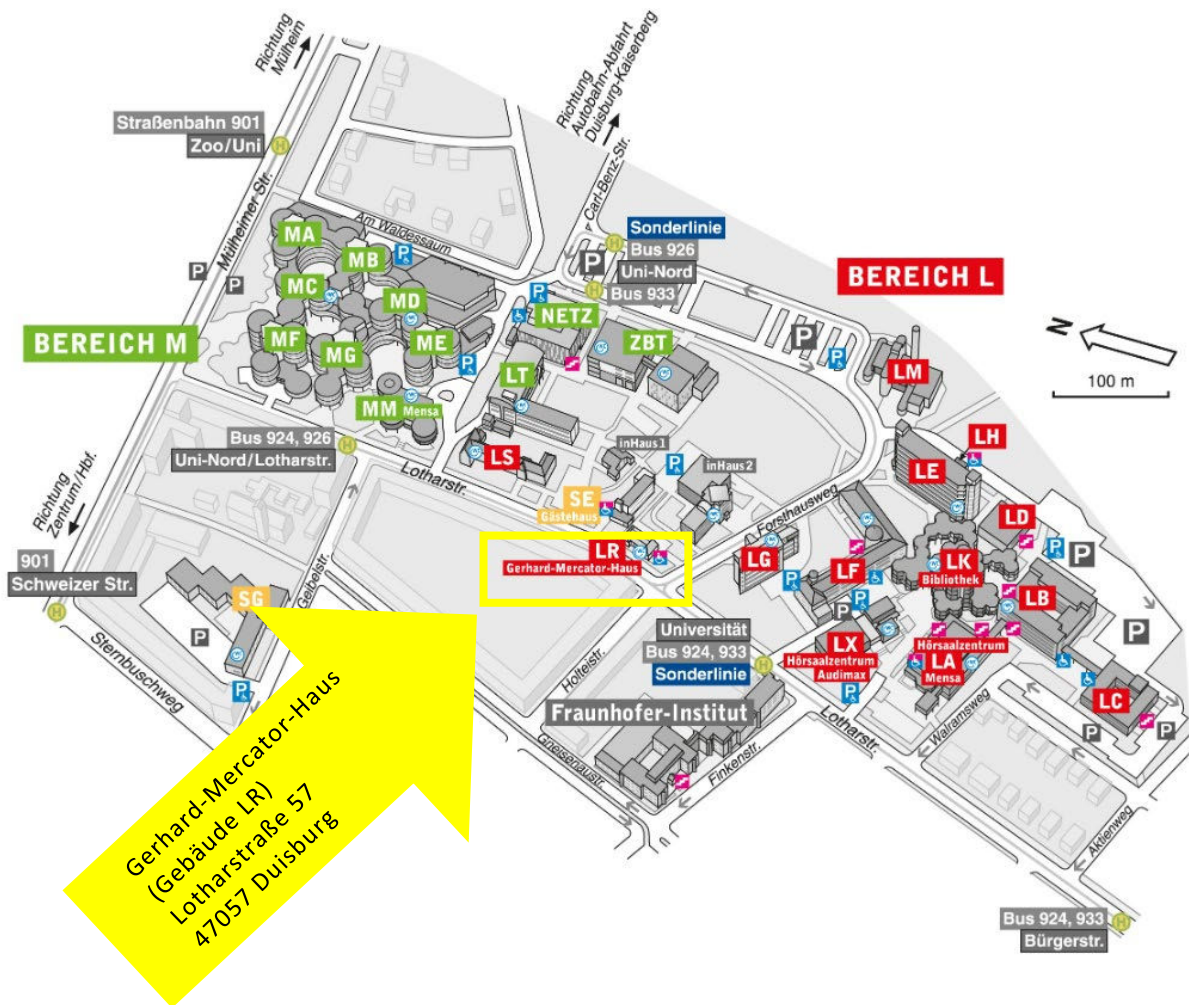 Richtung
Mülheim
Richtung
Autobahn-Abfahrt
Duisburg-Kaiserberg
Straßenbahn 901
Zoo/Uni
H
Mülheimer Str.
Carl-Benz-Str.
Am Waldessaum
Sonderlinie
Bus 926
Uni-Nord
Bus 933
H
H
P
BEREICH L
BEREICH M
MA
MB
MC
MD
MF
MG
ME
MM Mensa
P
P
P
P
P
NETZ
ZBT
LT
P
P
LM
N
100 m
Bus 924, 926
Uni-Nord/Lotharstr.
H
Lotharstr.
LS
inHaus 1
inHaus 2
P
SE
Gästehaus
LR
Gerhard-Mercator-Haus
Forsthausweg
LH
LE
LD
P
P
LG
LF
LK
Bibliothek
LB
P
P
P
P
Richtung
Zentrum/Hbf.
901
Schweizer Str.
H
SG
Geibelstr.
P
P
Sternbuschweg
Universität
Bus 924, 933
Sonderlinie
H
LX
Hörsaalzentrum
Audimax
P
Hörsaalzentrum
LA
Mensa
LC
P
P
Holteistr.
Fraunhofer-Institut
Gneisenaustr.
Finkenstr.
Lotharstr.
Walramsweg
Aktienweg
Bus 924, 933
Bürgerstr.
H
Gerhard-Mercator-Haus
(Gebäude LR)
Lotharstraße 57
47057 Duisburg